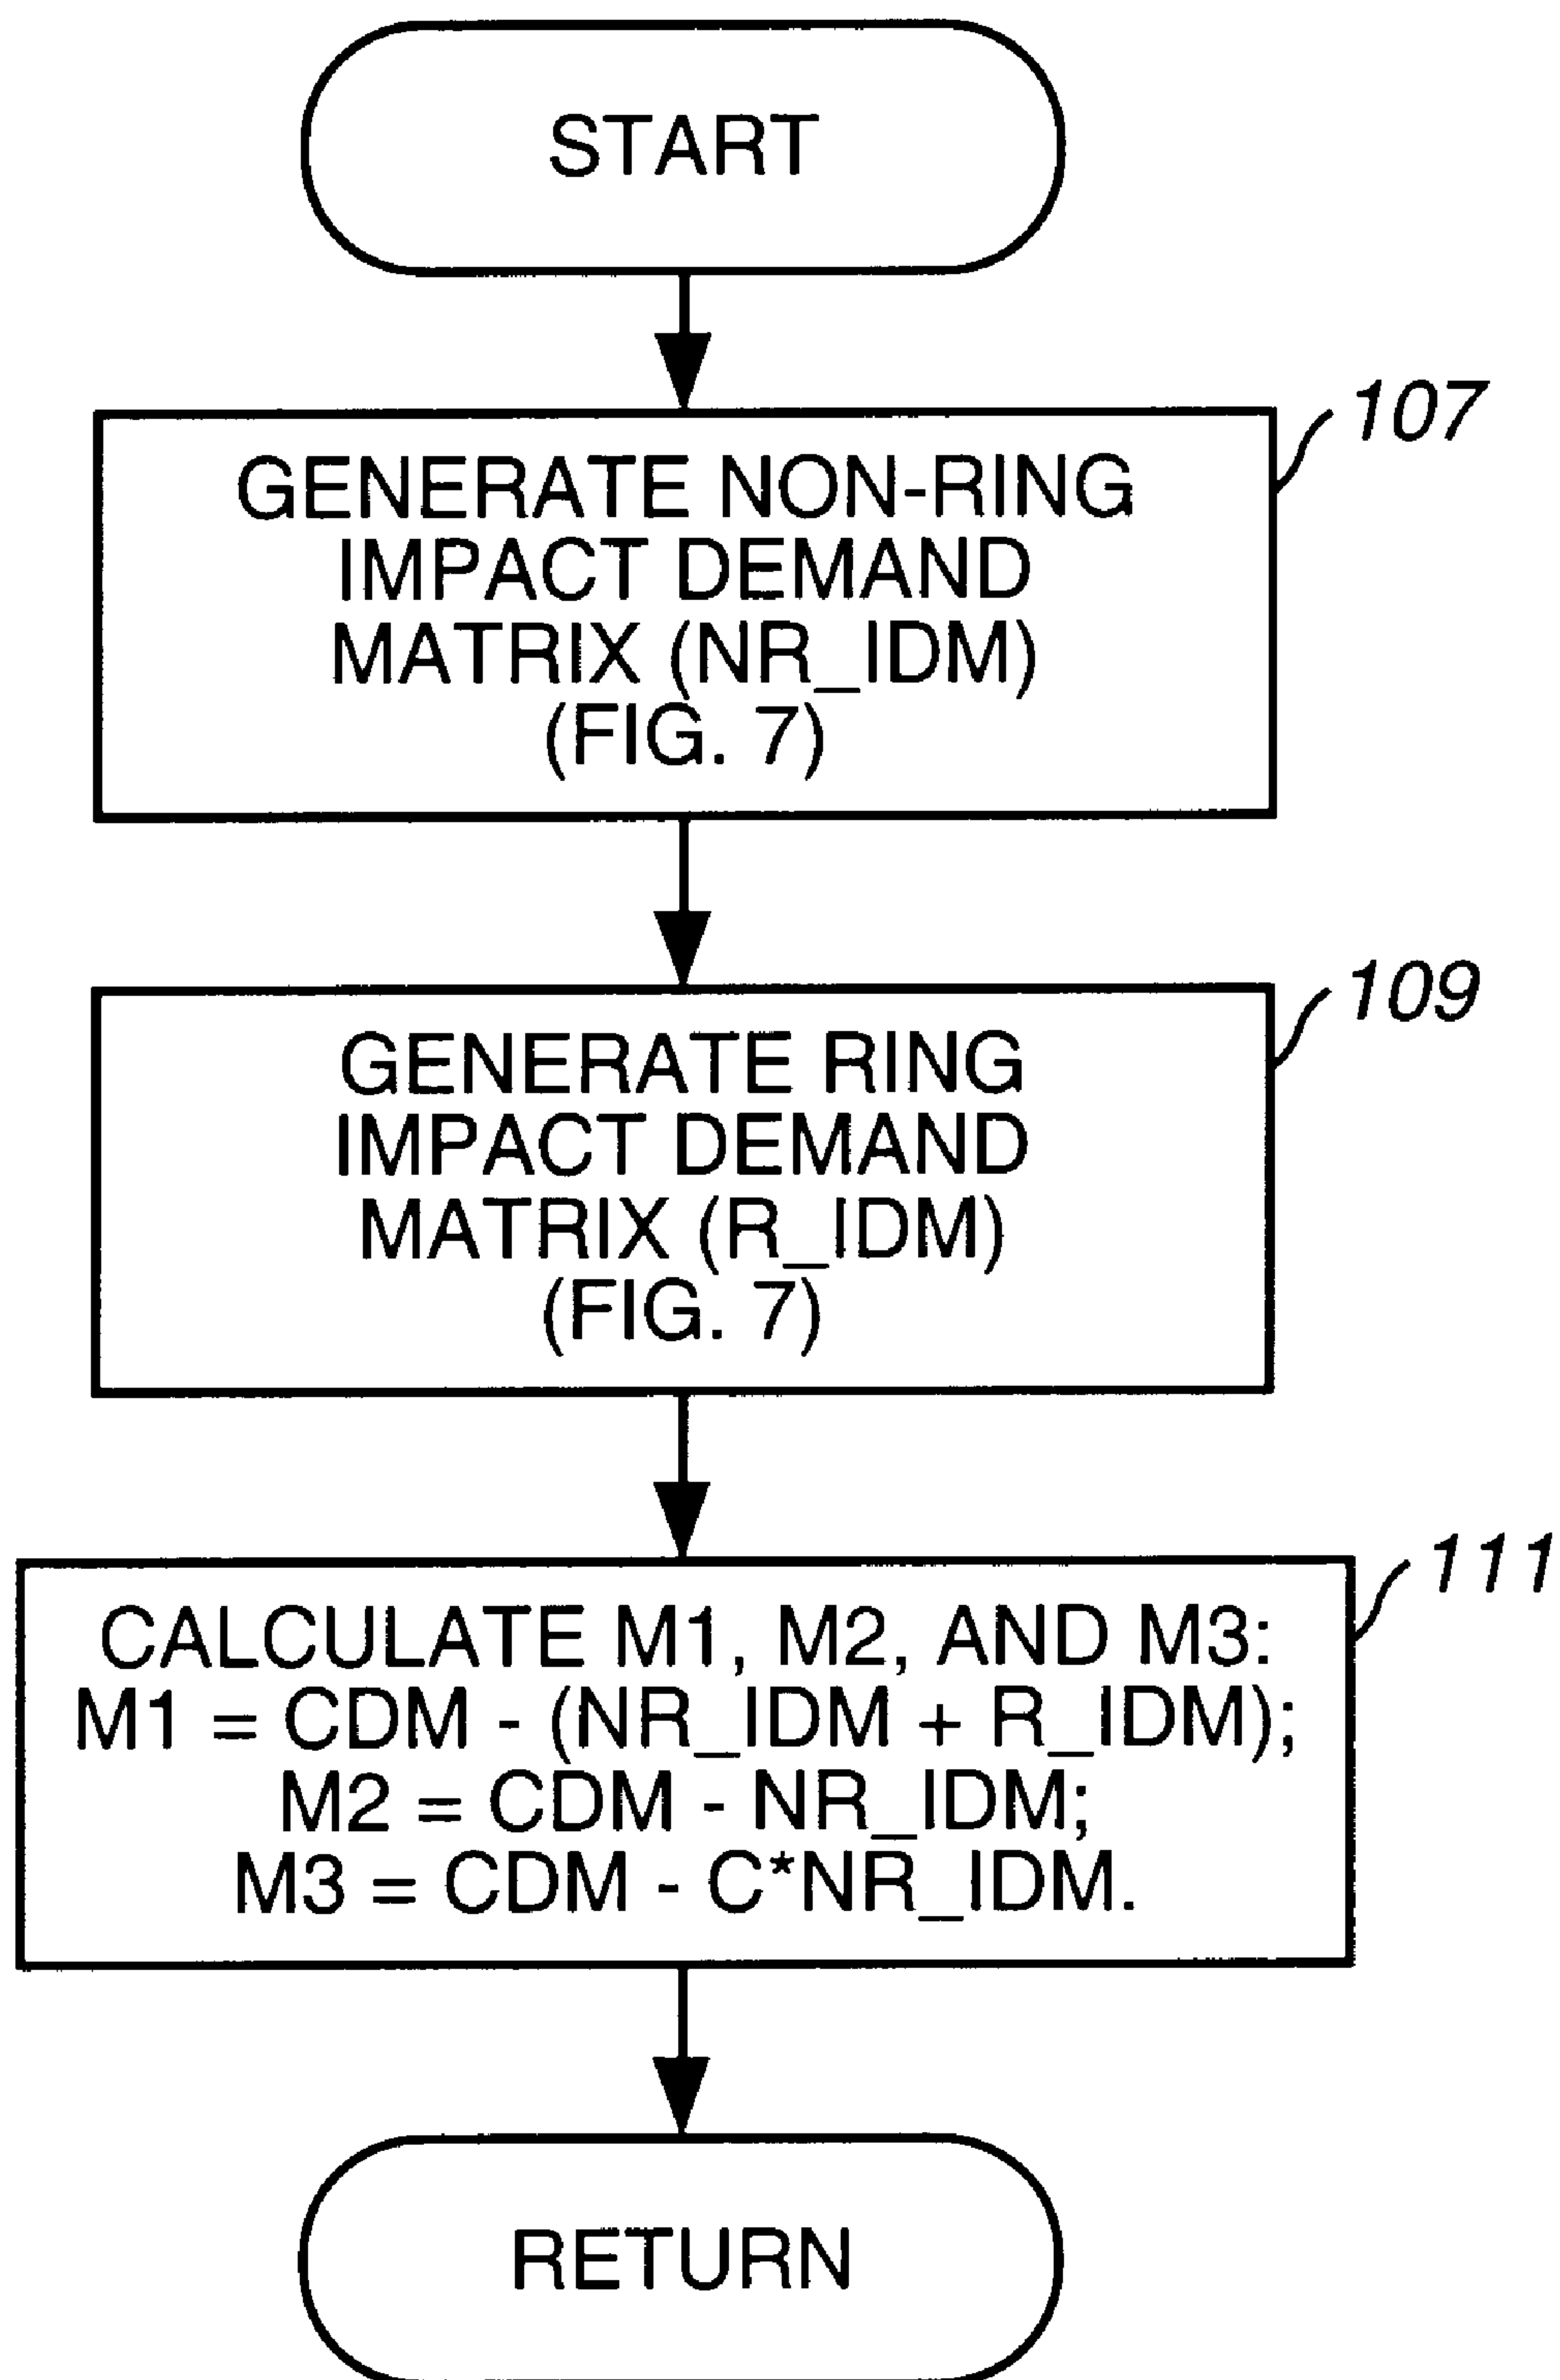 START
107
GENERATE NON-RING
IMPACT DEMAND
MATRIX (NR_IDM)
(FIG. 7)
109
GENERATE RING
IMPACT DEMAND
MATRIX (R_IDM)
(FIG. 7)
111
CALCULATE M1, M2, AND M3:
M1 = CDM - (NR_IDM + R_IDM);
M2 = CDM - NR_IDM;
M3 = CDM - C*NR_IDM.
RETURN